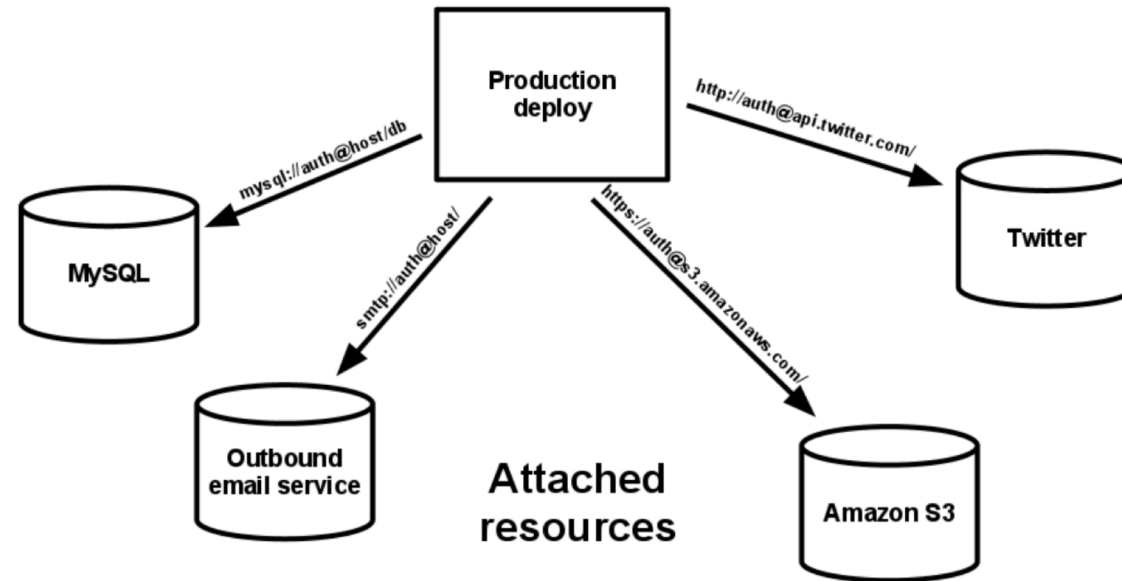 Production
deploy
mysql://auth@host/db
http://auth@api.twitter.com/
smtp://auth@host/
https://auth@s3.amazonaws.com/
MySQL
Twitter
Outbound
email service
Attached
resources
Amazon S3